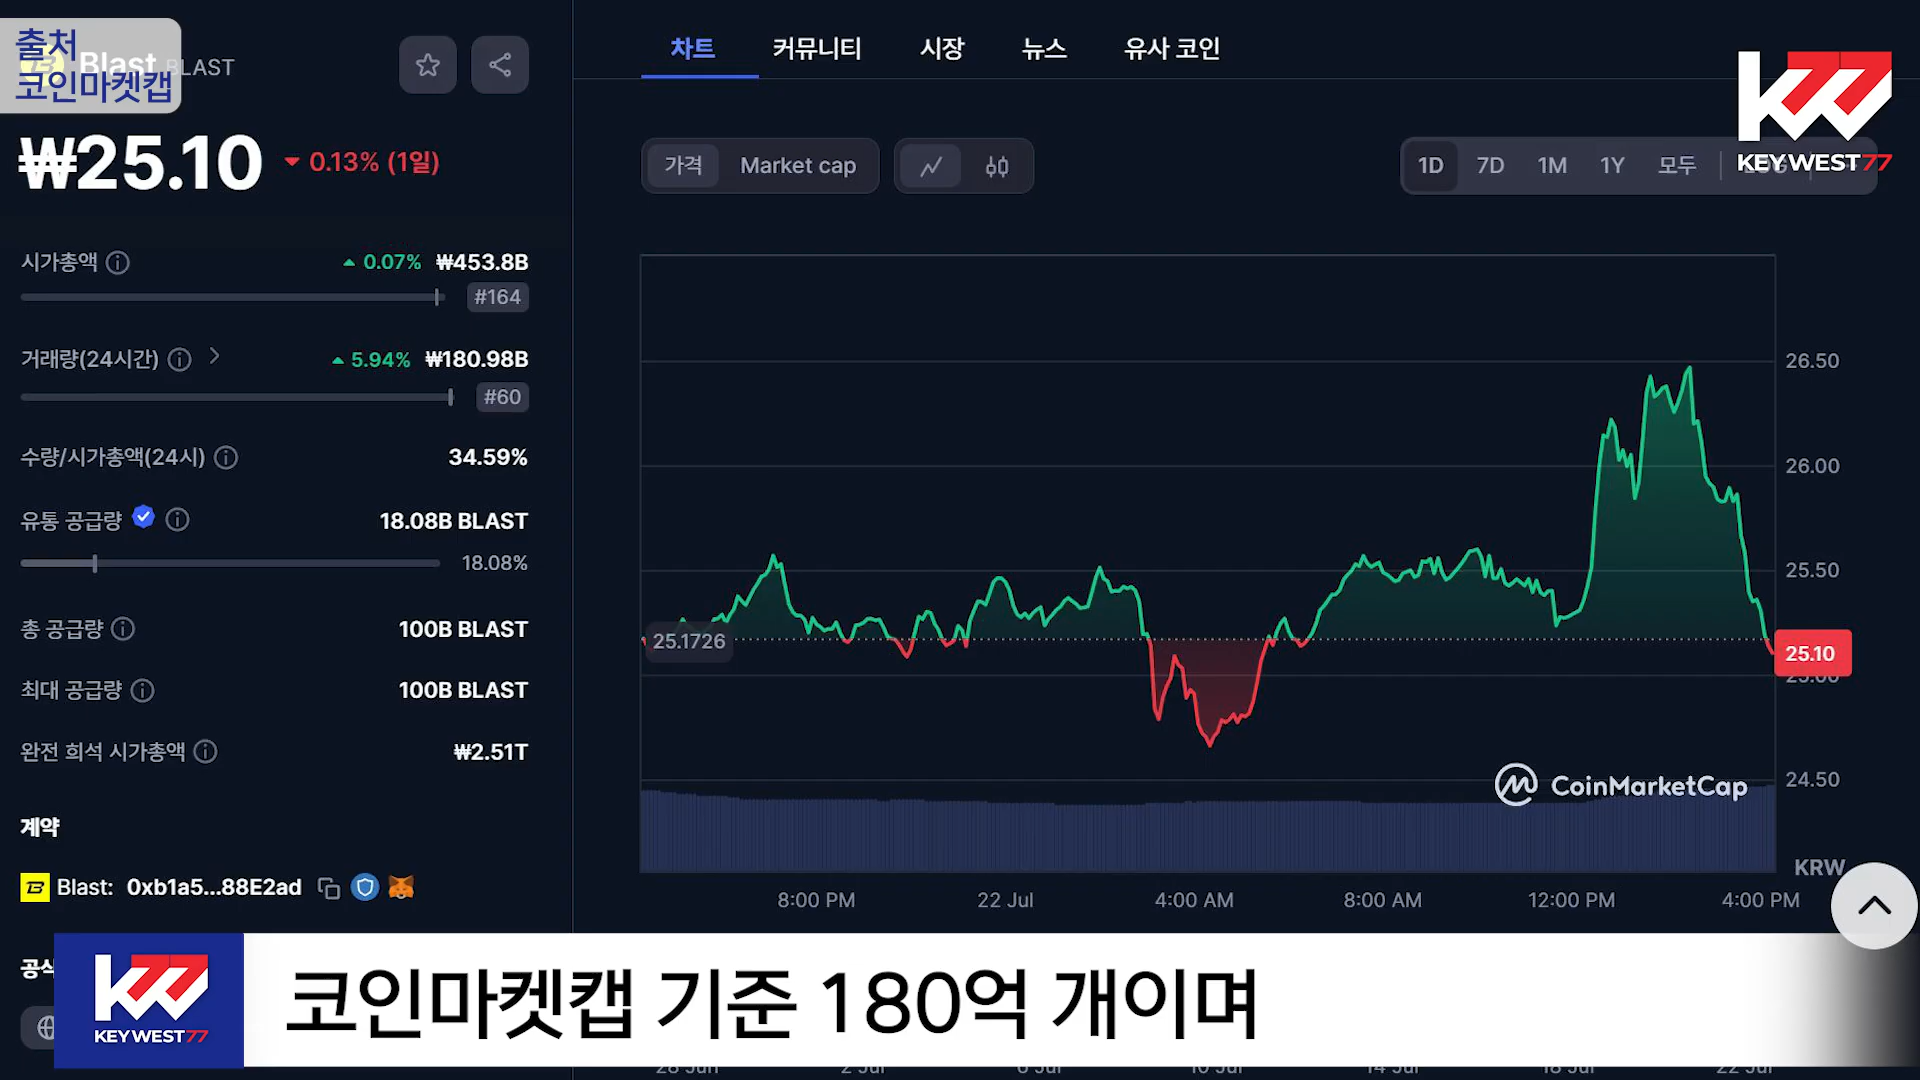 출처
코인마켓캡
Blast BLAST
₩25.10 0.13% (1일)
시가총액 0.07% ₩453.8B
#164
거래량(24시간) 5.94% ₩180.98B
#60
수량/시가총액(24시) 34.59%
유통 공급량 18.08B BLAST
18.08%
총 공급량 100B BLAST
최대 공급량 100B BLAST
완전 희석 시가총액 ₩2.51T
계약
Blast: 0xb1a5...88E2ad
공식
차트 커뮤니티 시장 뉴스 유사 코인
가격 Market cap
1D 7D 1M 1Y 모두 LOG
K77
KEYWEST77
26.50
26.00
25.50
25.1726
25.10
25.00
24.50
CoinMarketCap
KRW
8:00 PM 22 Jul 4:00 AM 8:00 AM 12:00 PM 4:00 PM
K77
KEYWEST77
코인마켓캡 기준 180억 개이며